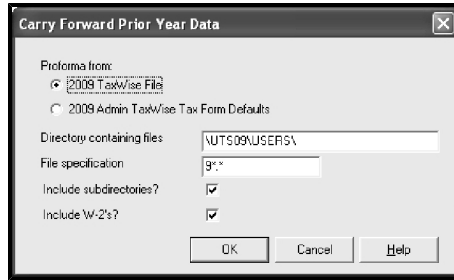 Carry Forward Prior Year Data
Proforma from:
2009 TaxWise File
2009 Admin TaxWise Tax Form Defaults
Directory containing files \UTS09\USERS\
File specification 9*.*
Include subdirectories?
Include W-2's?
OK Cancel Help